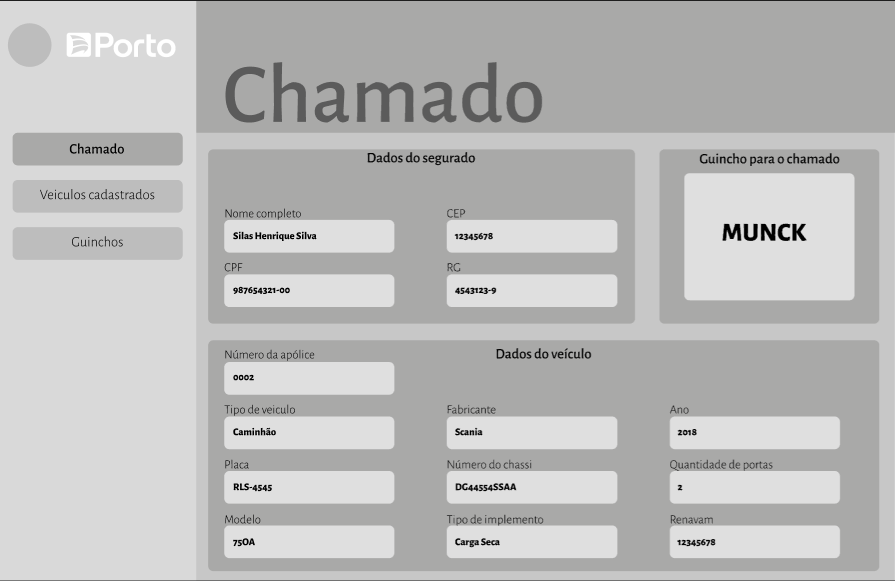 Porto
Chamado
Chamado
Veiculos cadastrados
Guinchos
Dados do segurado
Nome completo
Silas Henrique Silva
CEP
12345678
CPF
987654321-00
RG
4543123-9
Guincho para o chamado
MUNCK
Dados do veículo
Número da apólice
0002
Tipo de veiculo
Caminhão
Fabricante
Scania
Ano
2018
Placa
RLS-4545
Número do chassi
DG44554SSAA
Quantidade de portas
2
Modelo
75OA
Tipo de implemento
Carga Seca
Renavam
12345678